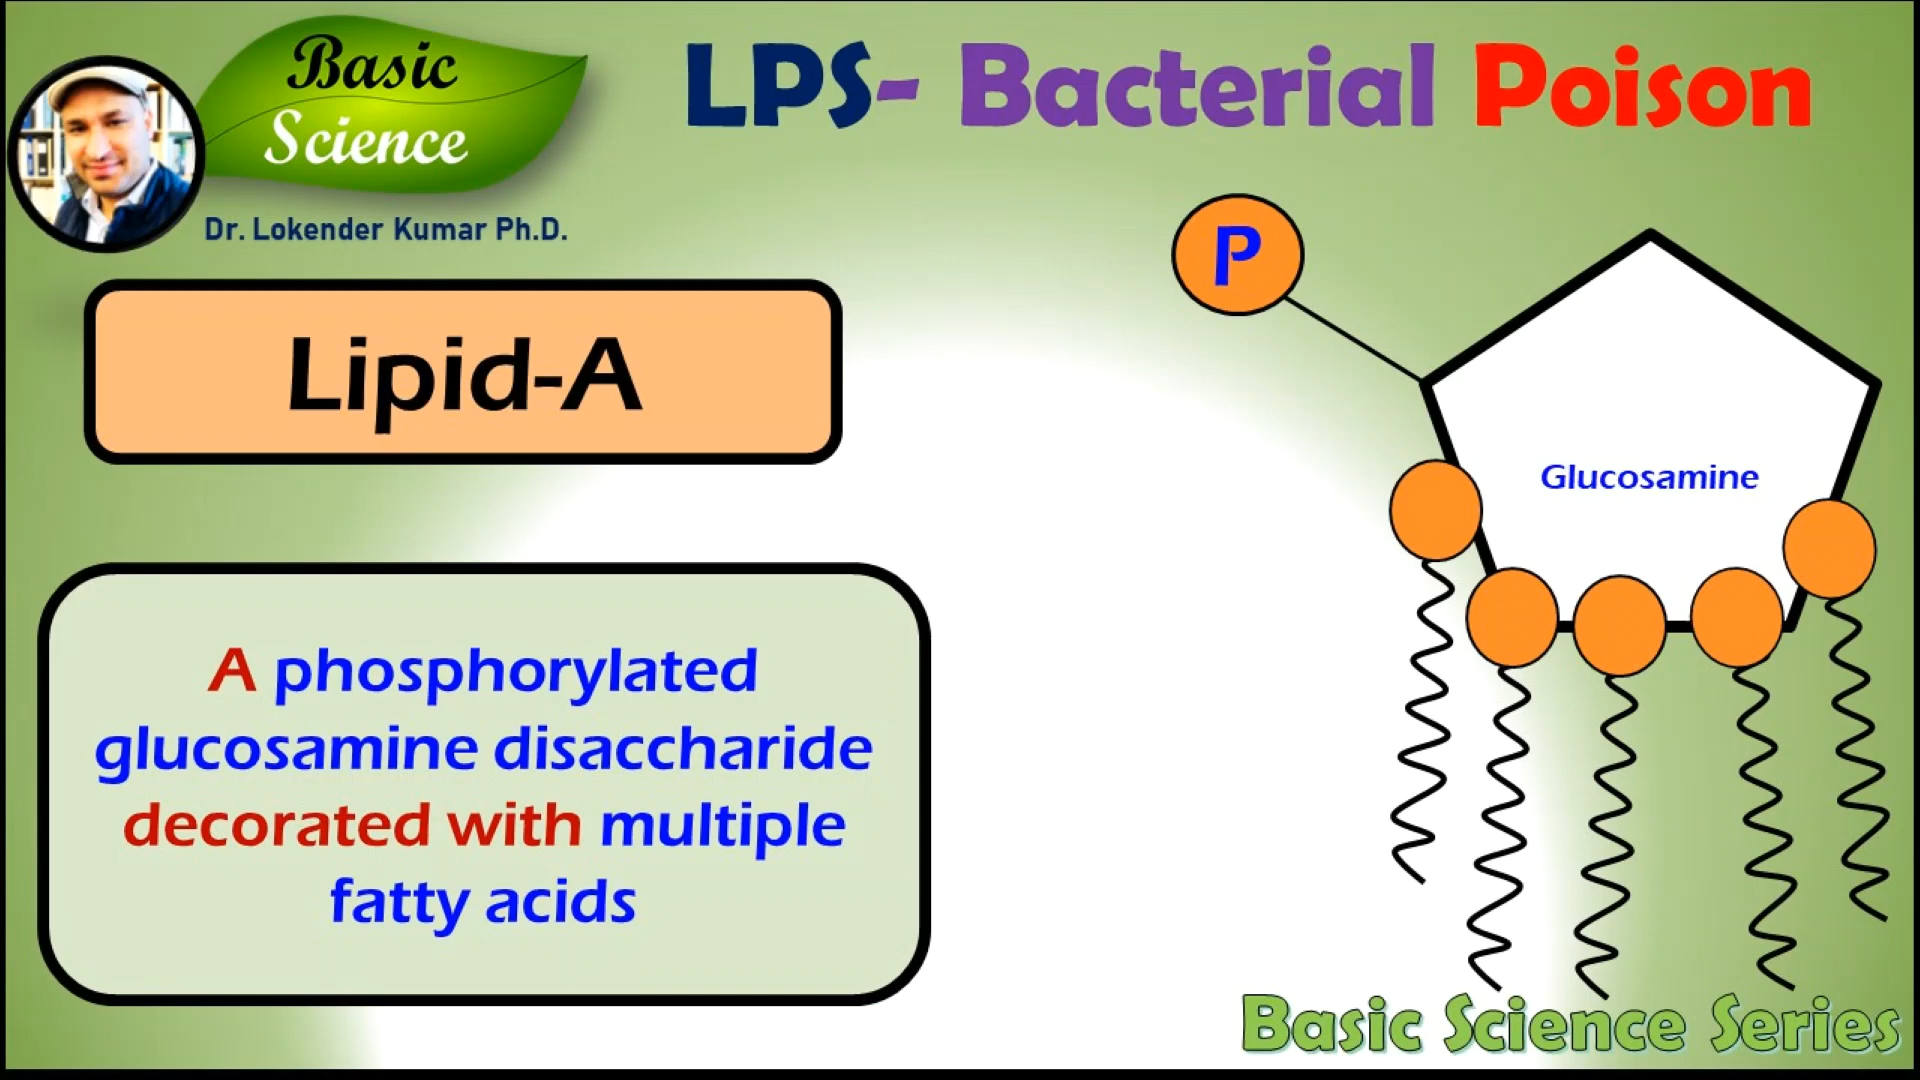 Basic
Science
LPS- Bacterial Poison
Dr. Lokender Kumar Ph.D.
P
Lipid-A
Glucosamine
A phosphorylated
glucosamine disaccharide
decorated with multiple
fatty acids
Basic Science Series